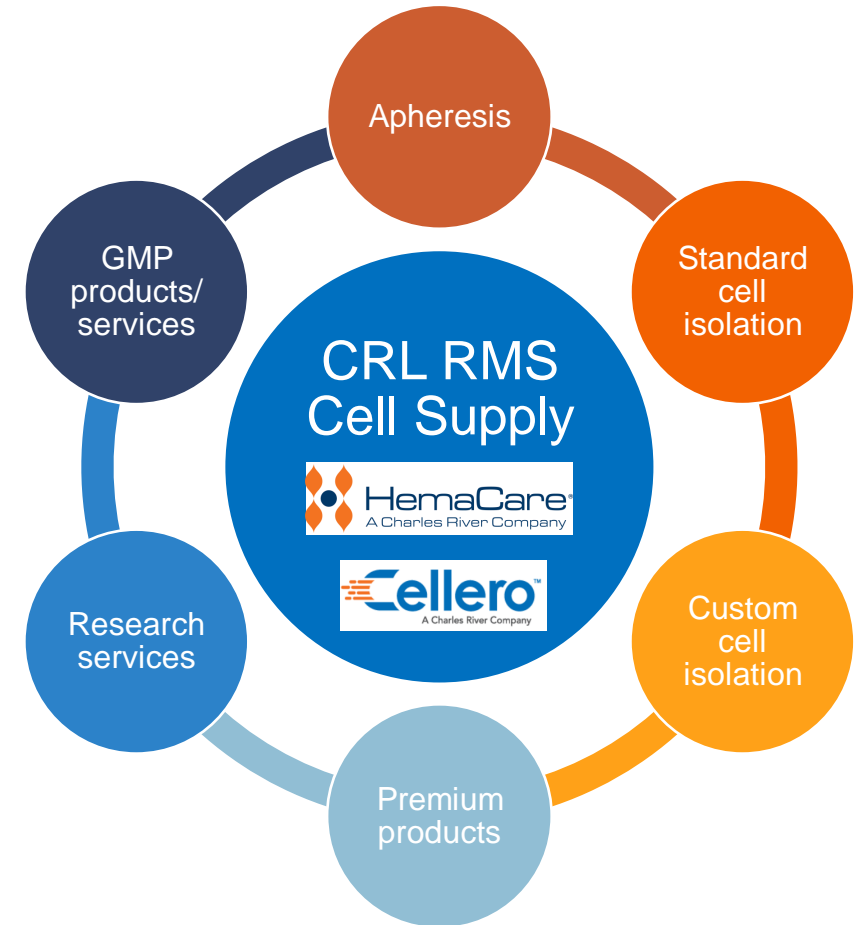 Apheresis
Standard
cell
isolation
Custom
cell
isolation
Premium
products
Research
services
GMP
products/
services
CRL RMS
Cell Supply
HemaCare®
A Charles River Company
Cellero™
A Charles River Company